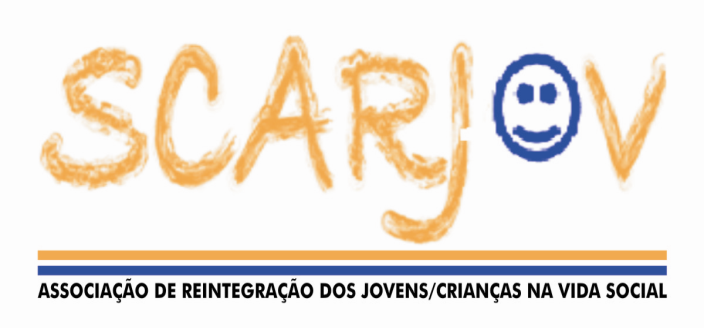 SCARJOV
ASSOCIAÇÃO DE REINTEGRAÇÃO DOS JOVENS/CRIANÇAS NA VIDA SOCIAL